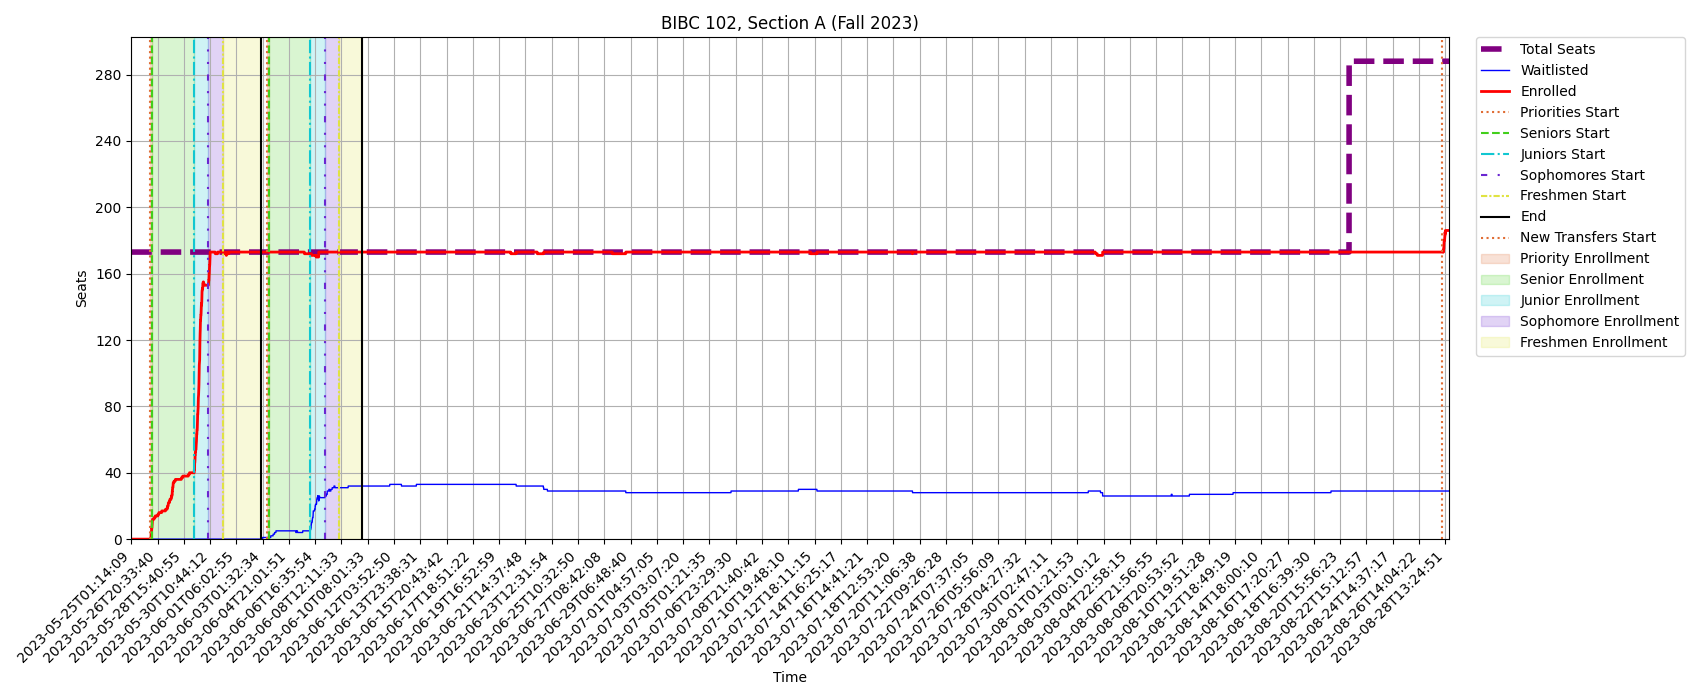 BIBC 102, Section A (Fall 2023)
Seats
280
240
200
160
120
80
40
0
2023-05-25T01:14:09
2023-05-26T20:33:40
2023-05-28T15:40:55
2023-05-30T10:44:12
2023-06-01T06:02:55
2023-06-03T01:32:34
2023-06-04T21:01:51
2023-06-06T16:35:54
2023-06-08T12:11:33
2023-06-10T08:01:33
2023-06-12T03:52:50
2023-06-13T23:38:31
2023-06-15T20:43:42
2023-06-17T18:51:22
2023-06-19T16:52:59
2023-06-21T14:37:48
2023-06-23T12:31:54
2023-06-25T10:32:50
2023-06-27T08:42:08
2023-06-29T06:48:40
2023-07-01T04:57:05
2023-07-03T03:07:20
2023-07-05T01:21:35
2023-07-06T23:29:30
2023-07-08T21:40:42
2023-07-10T19:48:10
2023-07-12T18:11:15
2023-07-14T16:25:17
2023-07-16T14:41:21
2023-07-18T12:53:20
2023-07-20T11:06:38
2023-07-22T09:26:28
2023-07-24T07:37:05
2023-07-26T05:56:09
2023-07-28T04:27:32
2023-07-30T02:47:11
2023-08-01T01:21:53
2023-08-03T00:10:12
2023-08-04T22:58:15
2023-08-06T21:56:55
2023-08-08T20:53:52
2023-08-10T19:51:28
2023-08-12T18:49:19
2023-08-14T18:00:10
2023-08-16T17:20:27
2023-08-18T16:39:30
2023-08-20T15:56:23
2023-08-22T15:12:57
2023-08-24T14:37:17
2023-08-26T14:04:22
2023-08-28T13:24:51
Time
Total Seats
Waitlisted
Enrolled
Priorities Start
Seniors Start
Juniors Start
Sophomores Start
Freshmen Start
End
New Transfers Start
Priority Enrollment
Senior Enrollment
Junior Enrollment
Sophomore Enrollment
Freshmen Enrollment